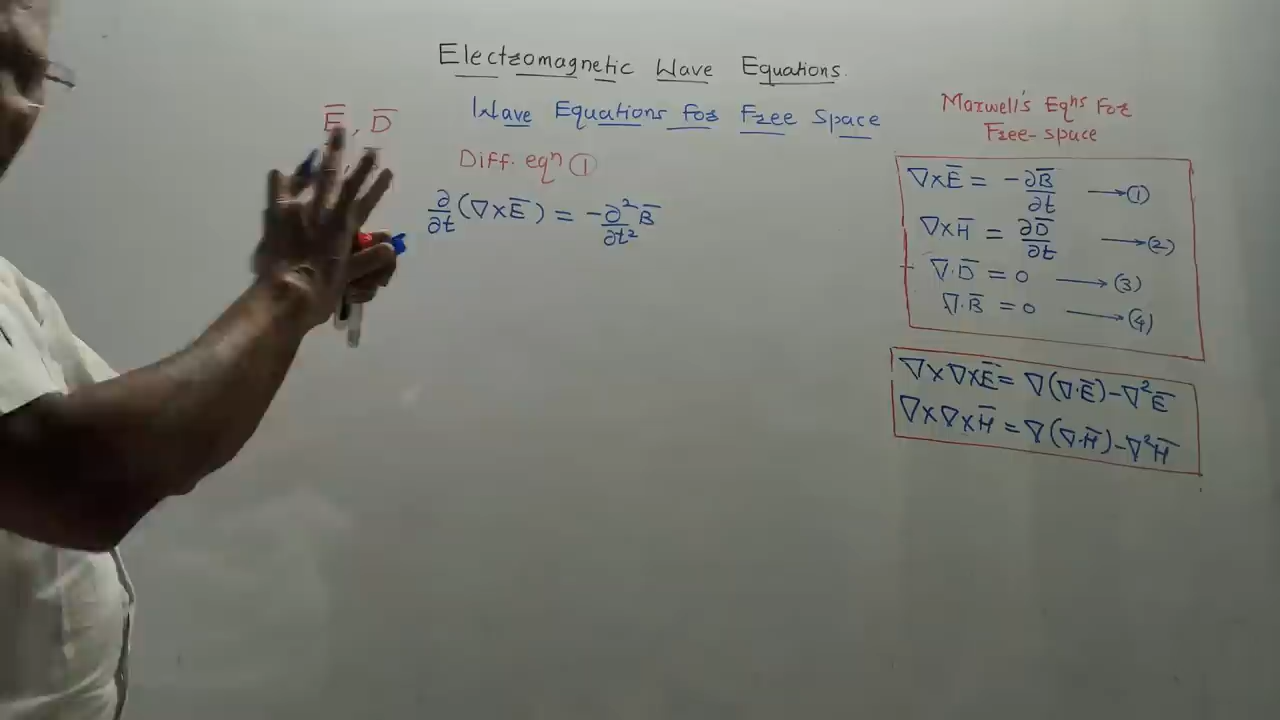 Electromagnetic Wave Equations.
Wave Equations For Free Space
E̅, D̅
Diff. eqn ①
∂/∂t (∇×E̅) = -∂²/∂t² B̅
Maxwell's Eqns For
Free-space
∇×E̅ = -∂B̅/∂t → ①
∇×H̅ = ∂D̅/∂t → (2)
∇·D̅ = 0 → (3)
∇·B̅ = 0 → (4)
∇×∇×E̅ = ∇(∇·E̅)-∇²E̅
∇×∇×H̅ = ∇(∇·H̅)-∇²H̅